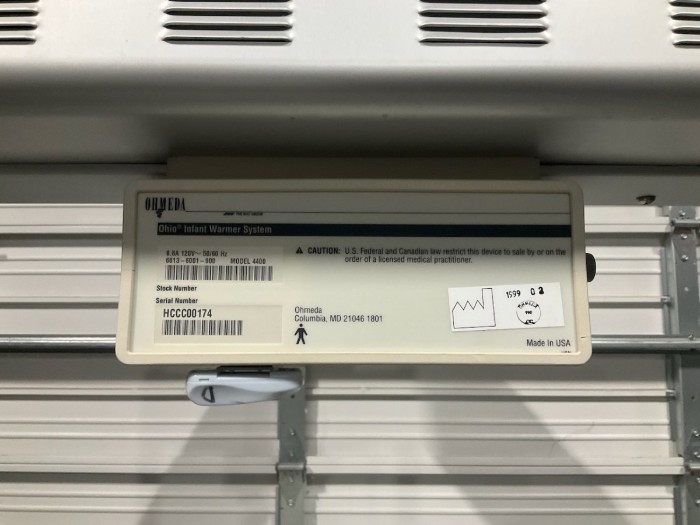 OHMEDA
Ohio® Infant Warmer System
6.6A 120V~ 50/60 Hz
6613-6001-900 MODEL 4400
Stock Number
Serial Number
HCCC00174
CAUTION: U.S. Federal and Canadian law restrict this device to sale by or on the
order of a licensed medical practitioner.
Ohmeda
Columbia, MD 21046 1801
1999 02
OHMEDA
Made In USA